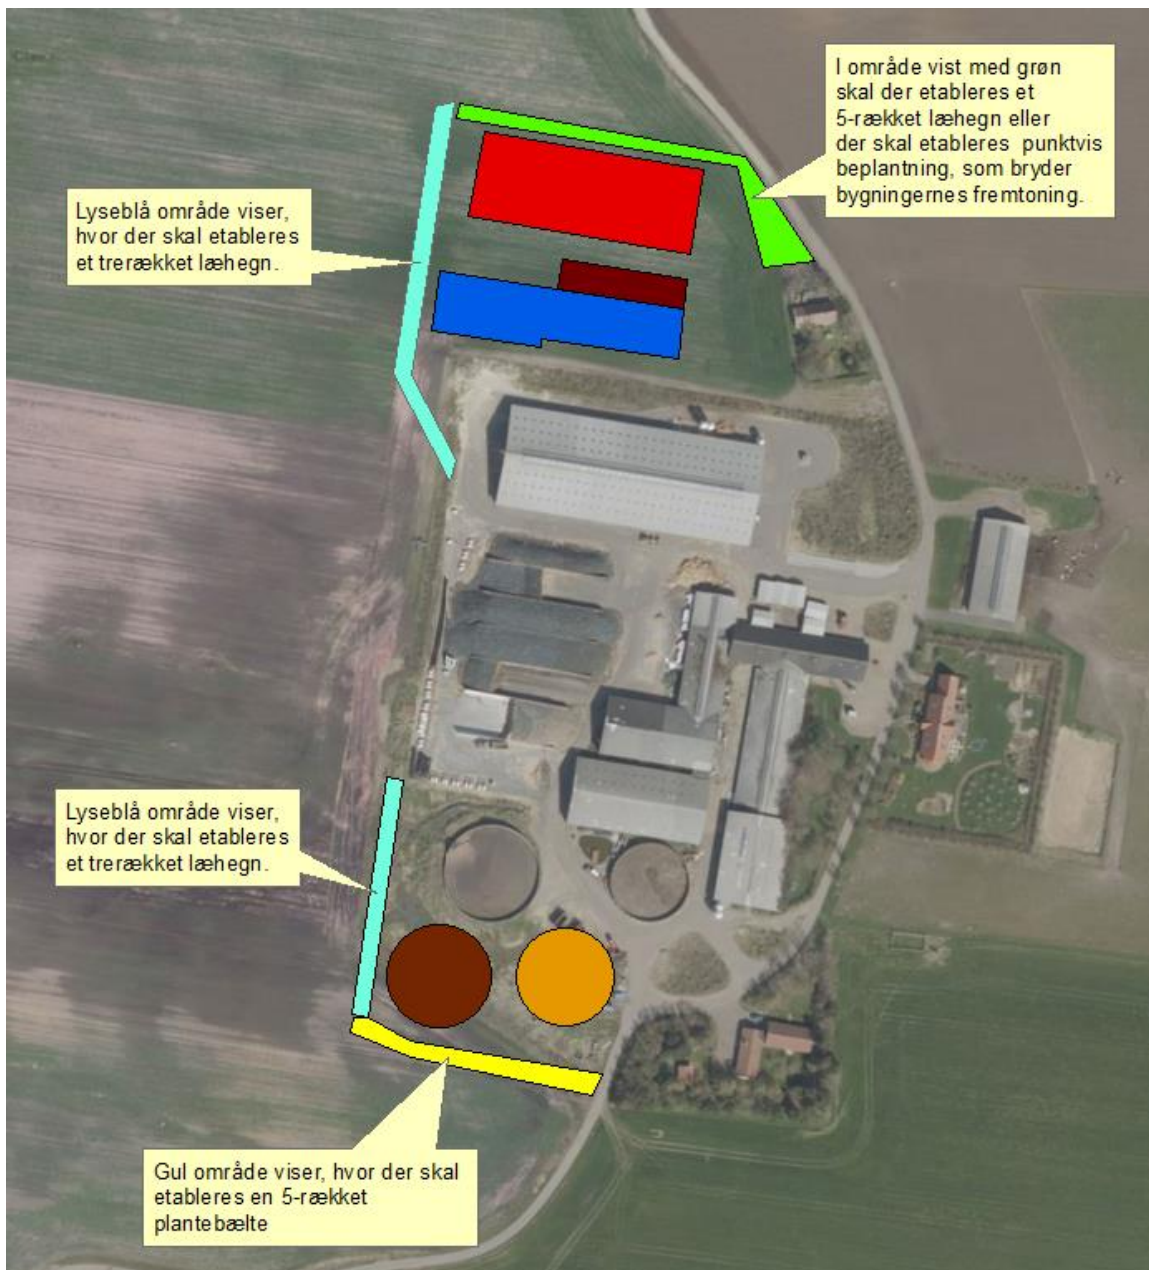 I område vist med grøn
skal der etableres et
5-rækket læhegn eller
der skal etableres  punktvis
beplantning, som bryder
bygningernes fremtoning.
Lyseblå område viser,
hvor der skal etableres
et trerækket læhegn.
Lyseblå område viser,
hvor der skal etableres
et trerækket læhegn.
Gul område viser, hvor der skal
etableres en 5-rækket
plantebælte